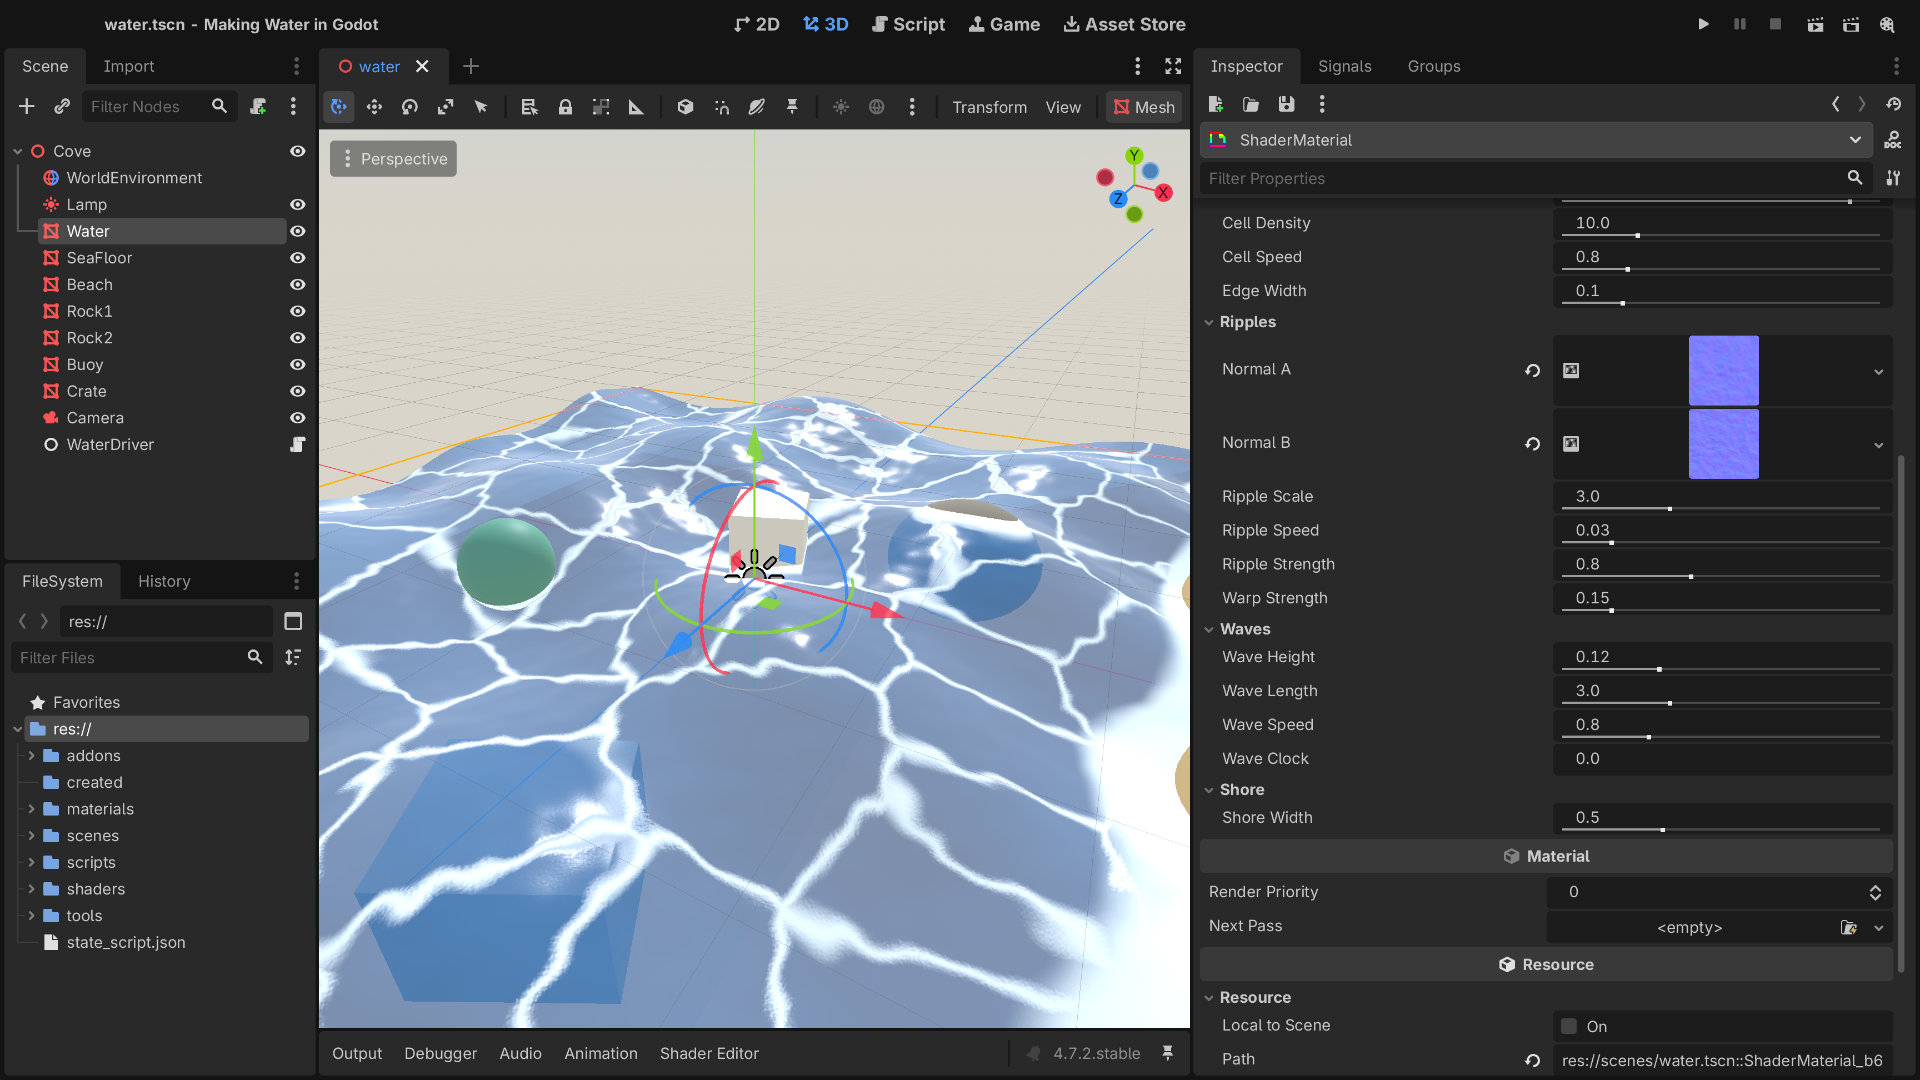 water.tscn - Making Water in Godot
2D
3D
Script
Game
Asset Store
Scene
Import
Filter Nodes
Cove
WorldEnvironment
Lamp
Water
SeaFloor
Beach
Rock1
Rock2
Buoy
Crate
Camera
WaterDriver
FileSystem
History
res://
Filter Files
Favorites
res://
addons
created
materials
scenes
scripts
shaders
tools
state_script.json
water
Transform
View
Mesh
Perspective
Y
X
Z
Output
Debugger
Audio
Animation
Shader Editor
4.7.2.stable
Inspector
Signals
Groups
ShaderMaterial
DOC
Filter Properties
Cell Density 10.0
Cell Speed 0.8
Edge Width 0.1
Ripples
Normal A
Normal B
Ripple Scale 3.0
Ripple Speed 0.03
Ripple Strength 0.8
Warp Strength 0.15
Waves
Wave Height 0.12
Wave Length 3.0
Wave Speed 0.8
Wave Clock 0.0
Shore
Shore Width 0.5
Material
Render Priority 0
Next Pass <empty>
Resource
Resource
Local to Scene On
Path res://scenes/water.tscn::ShaderMaterial_b6